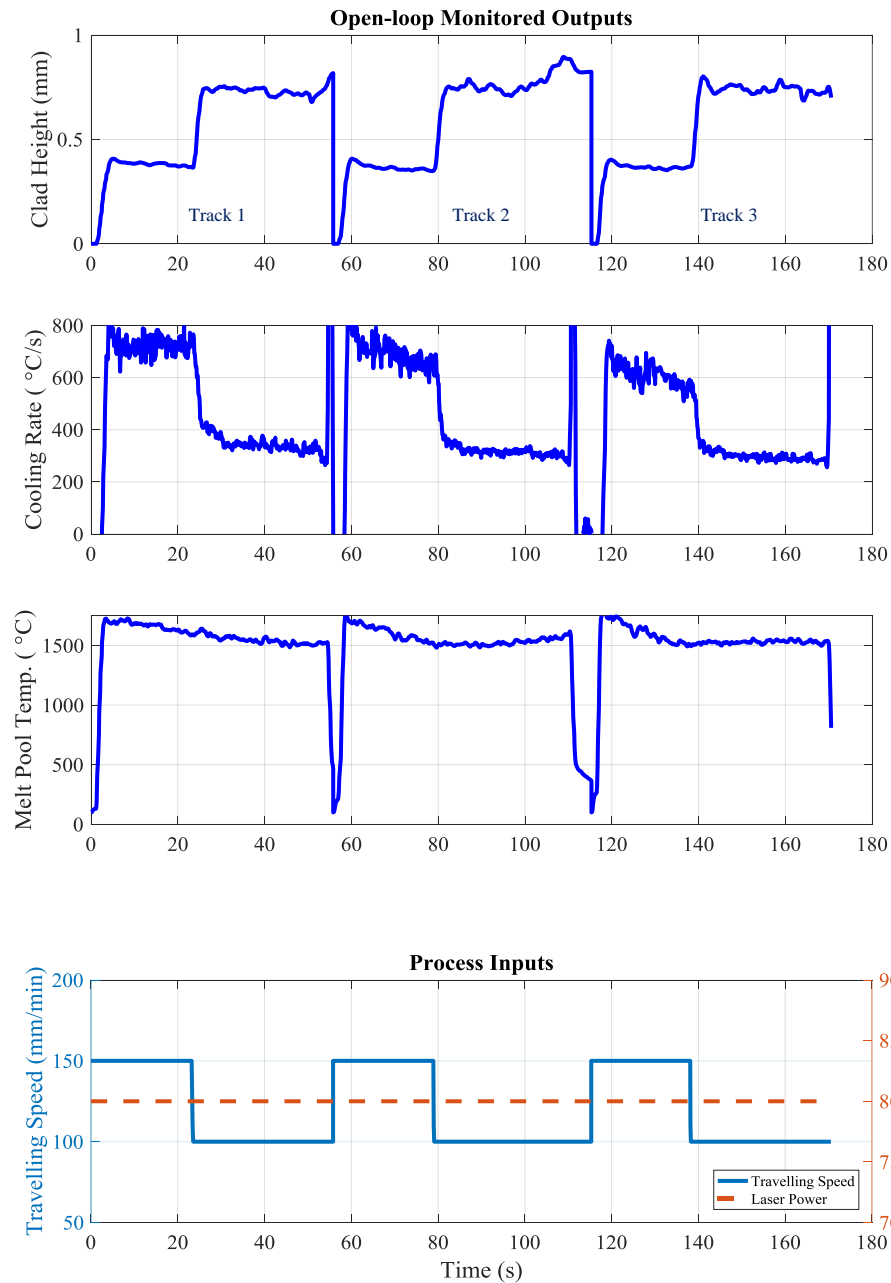 Open-loop Monitored Outputs
Clad Height (mm)
1
0.5
0
Track 1
Track 2
Track 3
0 20 40 60 80 100 120 140 160 180
Cooling Rate ( °C/s)
800
600
400
200
0
0 20 40 60 80 100 120 140 160 180
Melt Pool Temp. ( °C)
1500
1000
500
0
0 20 40 60 80 100 120 140 160 180
Process Inputs
Travelling Speed (mm/min)
200
150
100
50
Travelling Speed
Laser Power
0 20 40 60 80 100 120 140 160 180
Time (s)